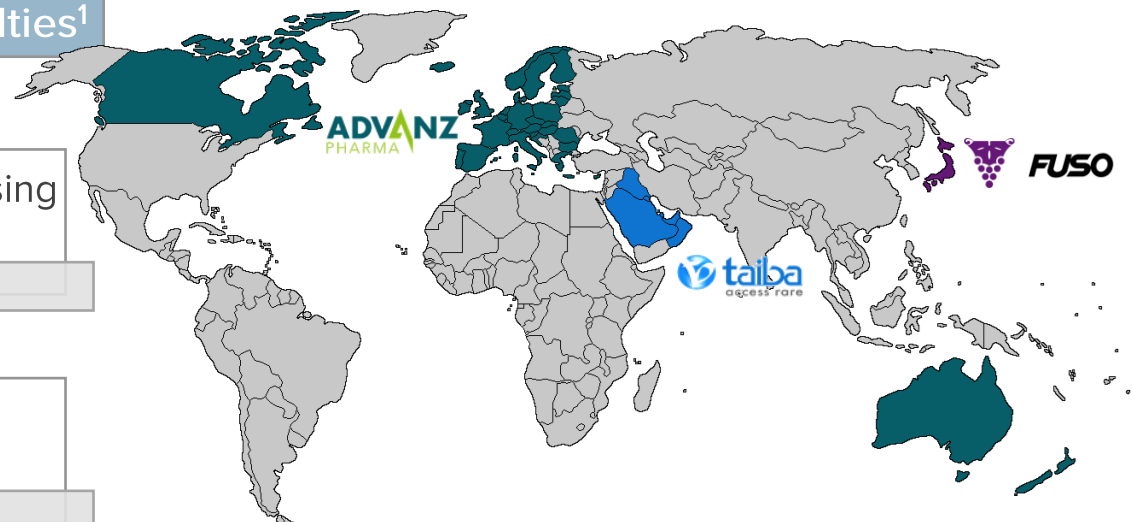 lties¹
ADVANZ
PHARMA
FUSO
sing
taiba
access rare